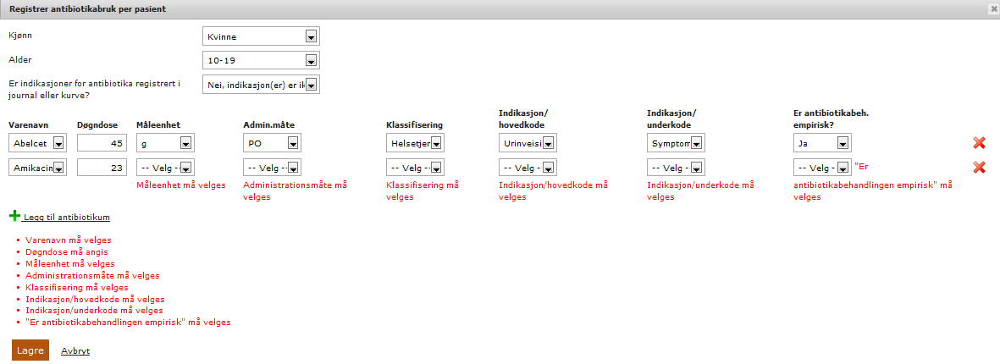 Registrer antibiotikabruk per pasient
Kjønn
Kvinne
Alder
10-19
Er indikasjoner for antibiotika registrert i
journal eller kurve?
Nei, indikasjon(er) er ik
Indikasjon/ Indikasjon/ Er antibiotikabeh.
Varenavn Døgndose Måleenhet Admin.måte Klassifisering hovedkode underkode empirisk?
Abelcet 45 g PO Helsetjer Urinveisi Symptom Ja
Amikacin 23 -- Velg -- -- Velg -- -- Velg - -- Velg - -- Velg - -- Velg - "Er
Måleenhet må velges Administrasjonsmåte må Klassifisering må Indikasjon/hovedkode må Indikasjon/underkode må antibiotikabehandlingen empirisk" må
velges velges velges velges velges
Legg til antibiotikum
• Varenavn må velges
• Døgndose må angis
• Måleenhet må velges
• Administrasjonsmåte må velges
• Klassifisering må velges
• Indikasjon/hovedkode må velges
• Indikasjon/underkode må velges
• "Er antibiotikabehandlingen empirisk" må velges
Lagre Avbryt